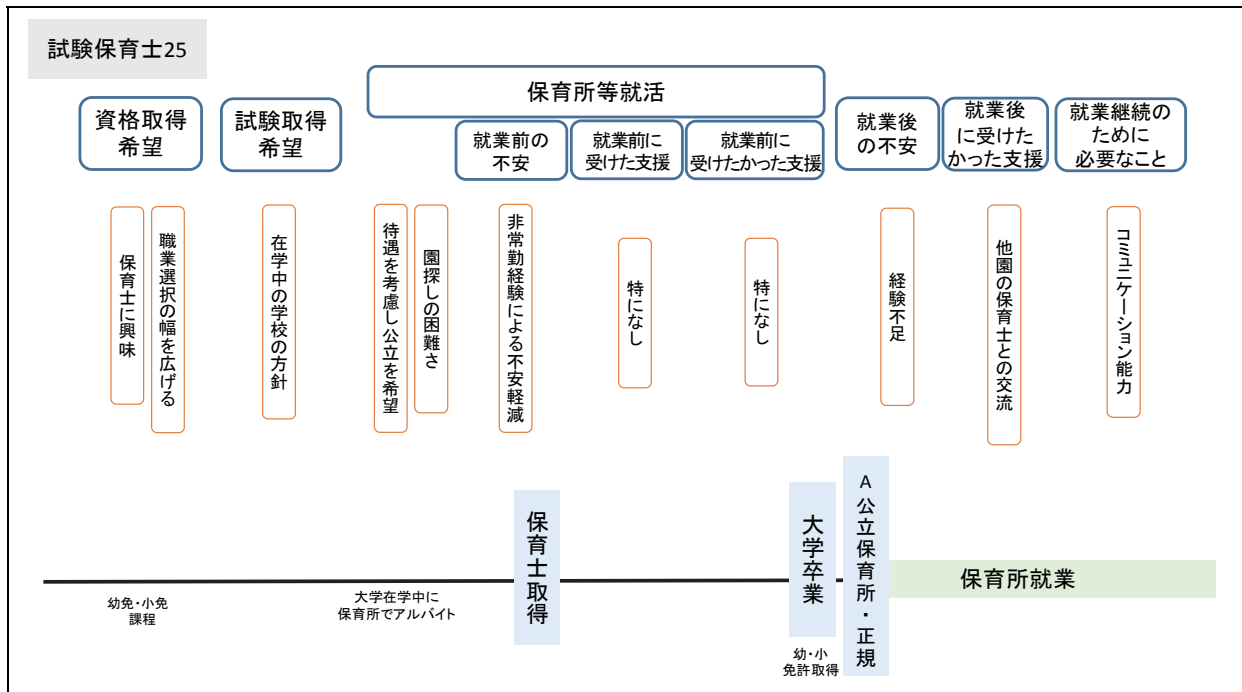 試験保育士25
資格取得
希望
試験取得
希望
保育所等就活
就業前の
不安
就業前に
受けた支援
就業前に
受けたかった支援
就業後
の不安
就業後
に受けた
かった支援
就業継続の
ために
必要なこと
保育士に興味
職業選択の幅を広げる
在学中の学校の方針
待遇を考慮し公立を希望
園探しの困難さ
非常勤経験による不安軽減
特になし
特になし
経験不足
他園の保育士との交流
コミュニケーション能力
保育士取得
大学卒業
A公立保育所・正規
保育所就業
幼免・小免
課程
大学在学中に
保育所でアルバイト
幼・小
免許取得